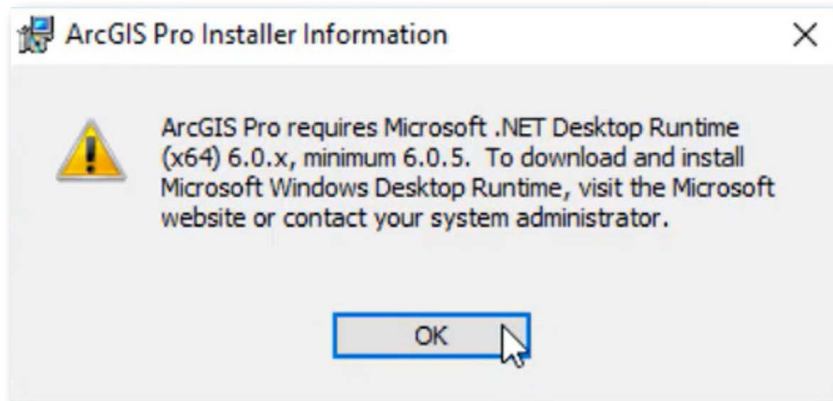 ArcGIS Pro Installer Information
ArcGIS Pro requires Microsoft .NET Desktop Runtime
(x64) 6.0.x, minimum 6.0.5.  To download and install
Microsoft Windows Desktop Runtime, visit the Microsoft
website or contact your system administrator.
OK